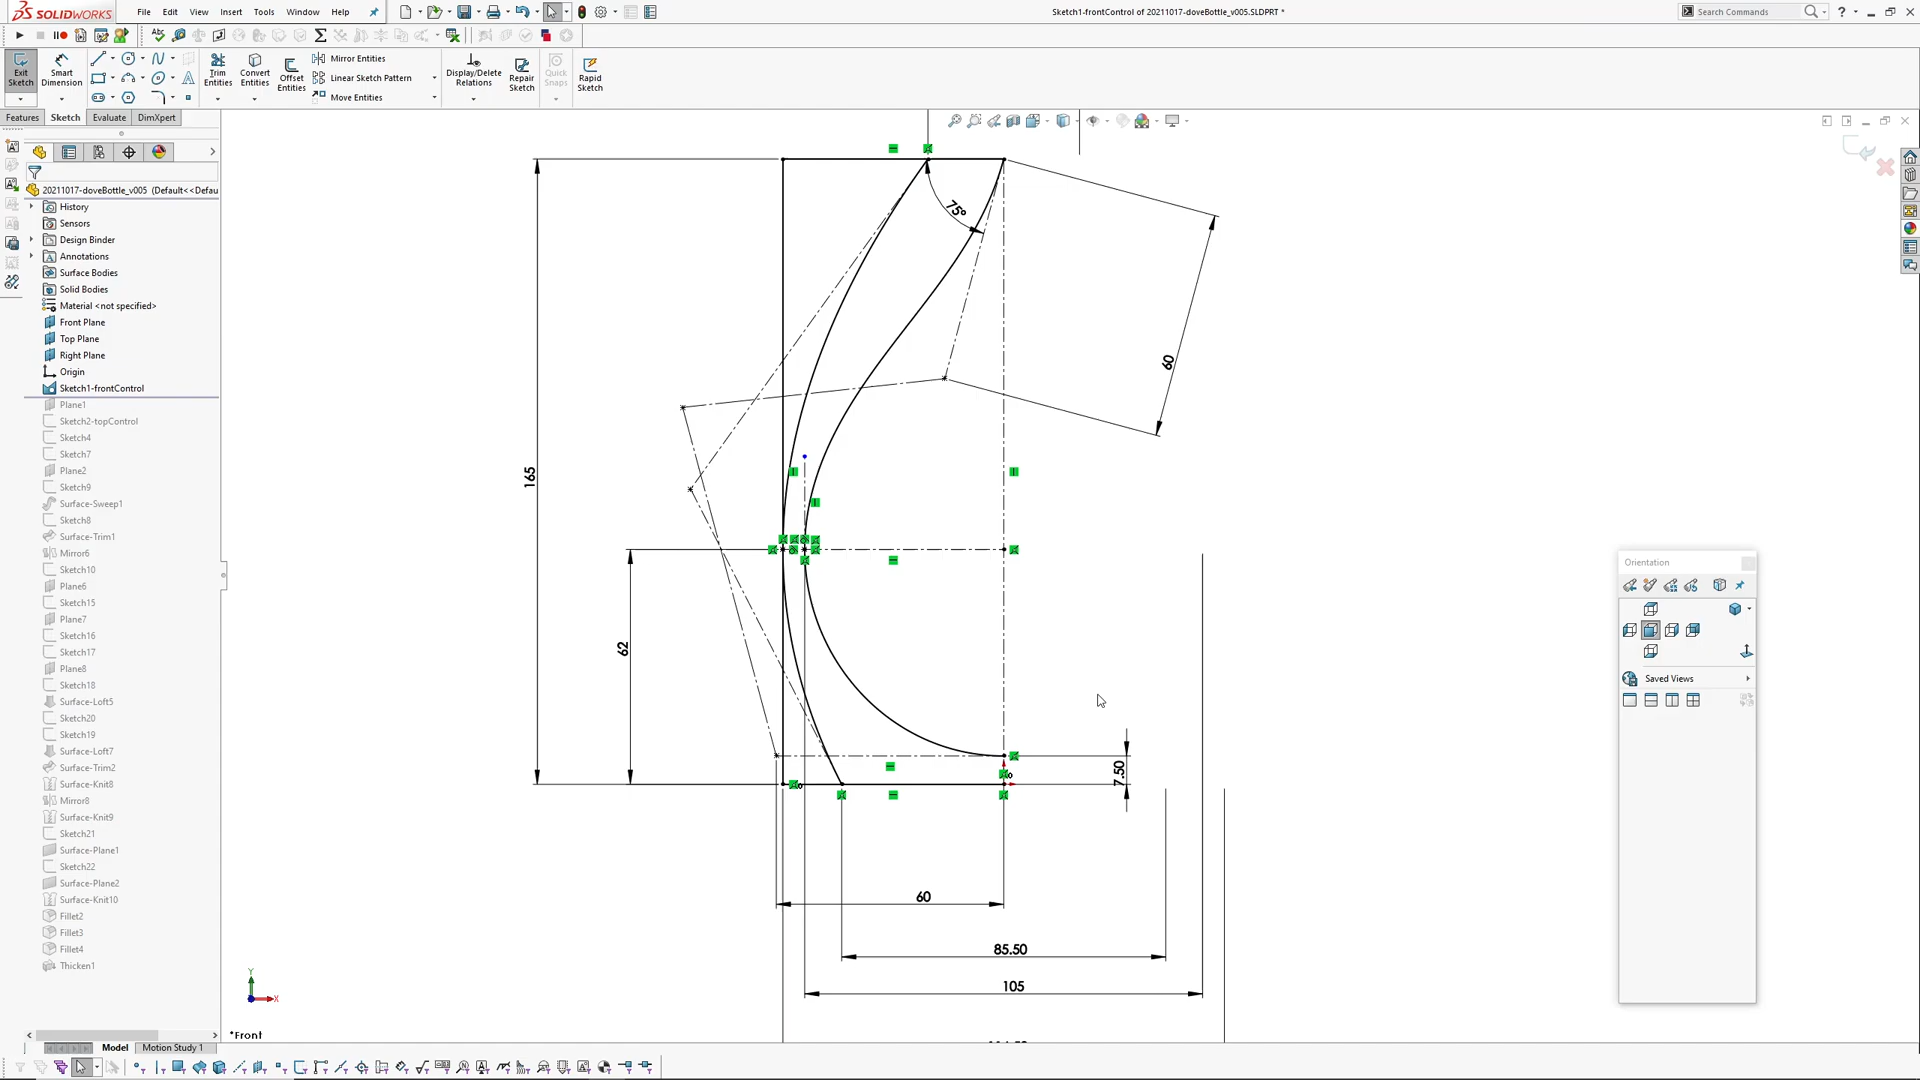 SOLIDWORKS
File Edit View Insert Tools Window Help
Sketch1-frontControl of 20211017-doveBottle_v005.SLDPRT *
Search Commands
Exit Sketch
Smart Dimension
Trim Entities
Convert Entities
Offset Entities
Mirror Entities
Linear Sketch Pattern
Move Entities
Display/Delete Relations
Repair Sketch
Quick Snaps
Rapid Sketch
Features Sketch Evaluate DimXpert
20211017-doveBottle_v005 (Default<<Defau
History
Sensors
Design Binder
Annotations
Surface Bodies
Solid Bodies
Material <not specified>
Front Plane
Top Plane
Right Plane
Origin
Sketch1-frontControl
Plane1
Sketch2-topControl
Sketch4
Sketch7
Plane2
Sketch9
Surface-Sweep1
Sketch8
Surface-Trim1
Mirror6
Sketch10
Plane6
Sketch15
Plane7
Sketch16
Sketch17
Plane8
Sketch18
Surface-Loft5
Sketch20
Sketch19
Surface-Loft7
Surface-Trim2
Surface-Knit8
Mirror8
Surface-Knit9
Sketch21
Surface-Plane1
Sketch22
Surface-Plane2
Surface-Knit10
Fillet2
Fillet3
Fillet4
Thicken1
75°
60
165
62
7.50
60
85.50
105
Orientation
Saved Views
Y
X
*Front
Model Motion Study 1